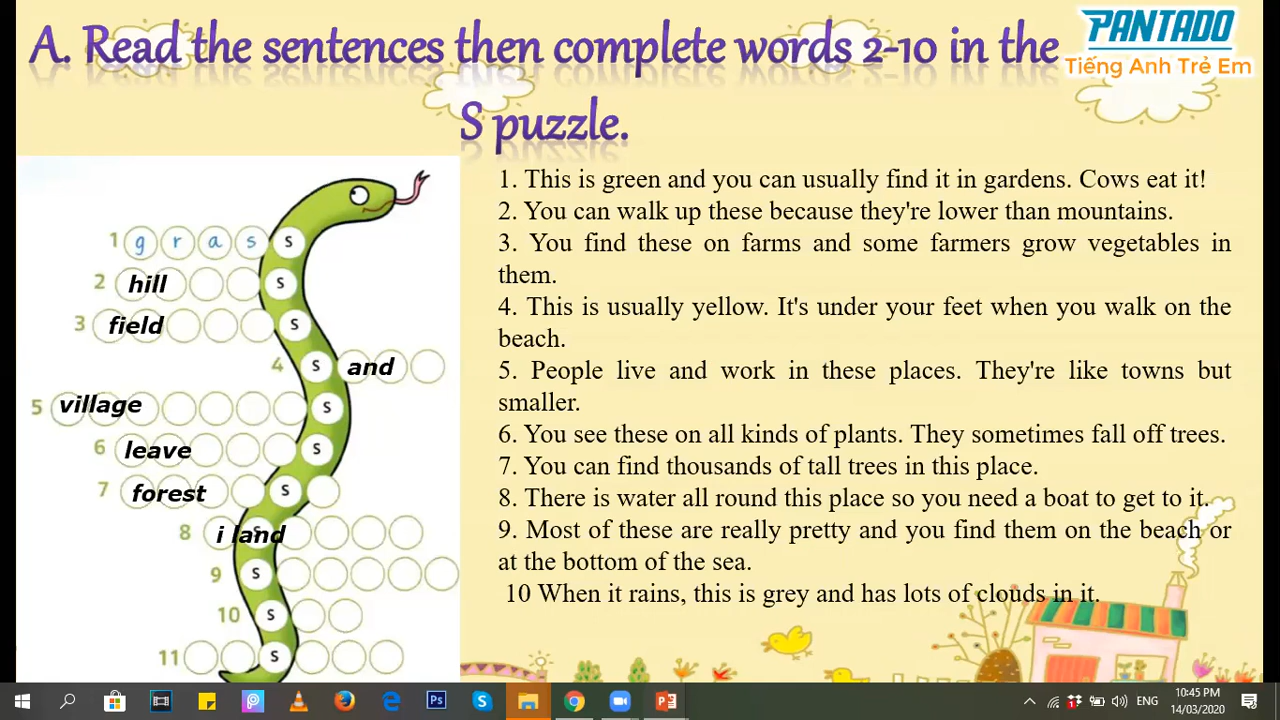 A. Read the sentences then complete words 2-10 in the
S puzzle.
PANTADO
Tiếng Anh Trẻ Em
1 g r a s s
2 hill s
3 field s
4 s and
5 village s
6 leave s
7 forest s
8 i land s
9 s
10 s
11 s
1. This is green and you can usually find it in gardens. Cows eat it!
2. You can walk up these because they're lower than mountains.
3. You find these on farms and some farmers grow vegetables in
them.
4. This is usually yellow. It's under your feet when you walk on the
beach.
5. People live and work in these places. They're like towns but
smaller.
6. You see these on all kinds of plants. They sometimes fall off trees.
7. You can find thousands of tall trees in this place.
8. There is water all round this place so you need a boat to get to it.
9. Most of these are really pretty and you find them on the beach or
at the bottom of the sea.
10 When it rains, this is grey and has lots of clouds in it.
Ps
ENG
10:45 PM
14/03/2020